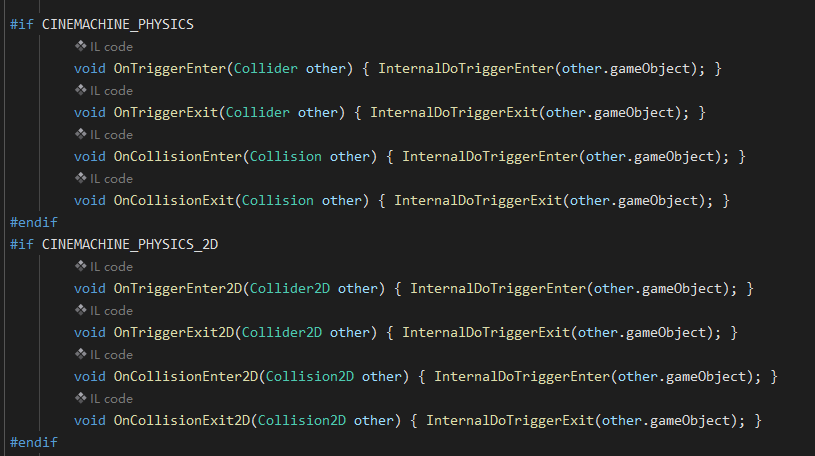 #if CINEMACHINE_PHYSICS
IL code
void OnTriggerEnter(Collider other) { InternalDoTriggerEnter(other.gameObject); }
IL code
void OnTriggerExit(Collider other) { InternalDoTriggerExit(other.gameObject); }
IL code
void OnCollisionEnter(Collision other) { InternalDoTriggerEnter(other.gameObject); }
IL code
void OnCollisionExit(Collision other) { InternalDoTriggerExit(other.gameObject); }
#endif
#if CINEMACHINE_PHYSICS_2D
IL code
void OnTriggerEnter2D(Collider2D other) { InternalDoTriggerEnter(other.gameObject); }
IL code
void OnTriggerExit2D(Collider2D other) { InternalDoTriggerExit(other.gameObject); }
IL code
void OnCollisionEnter2D(Collision2D other) { InternalDoTriggerEnter(other.gameObject); }
IL code
void OnCollisionExit2D(Collision2D other) { InternalDoTriggerExit(other.gameObject); }
#endif